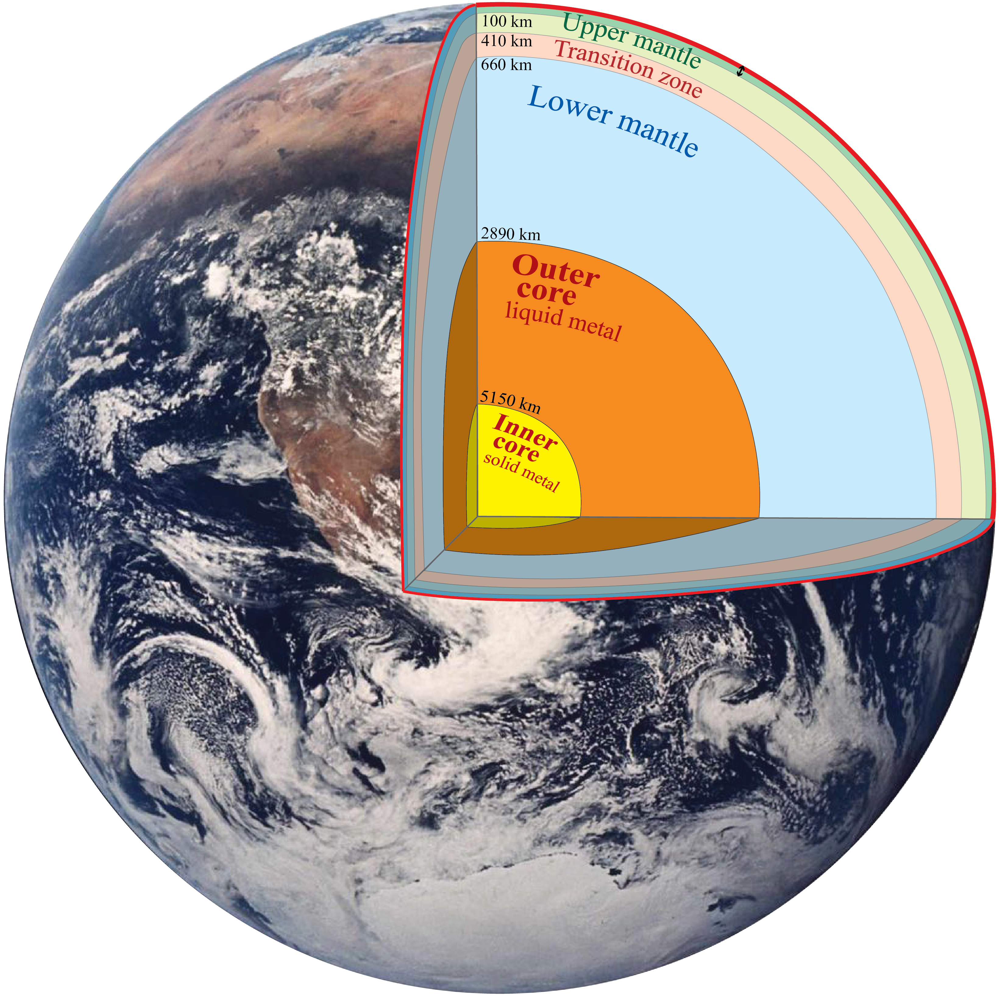 100 km
Upper mantle
410 km
Transition zone
660 km
Lower mantle
2890 km
Outer
core
liquid metal
5150 km
Inner
core
solid metal